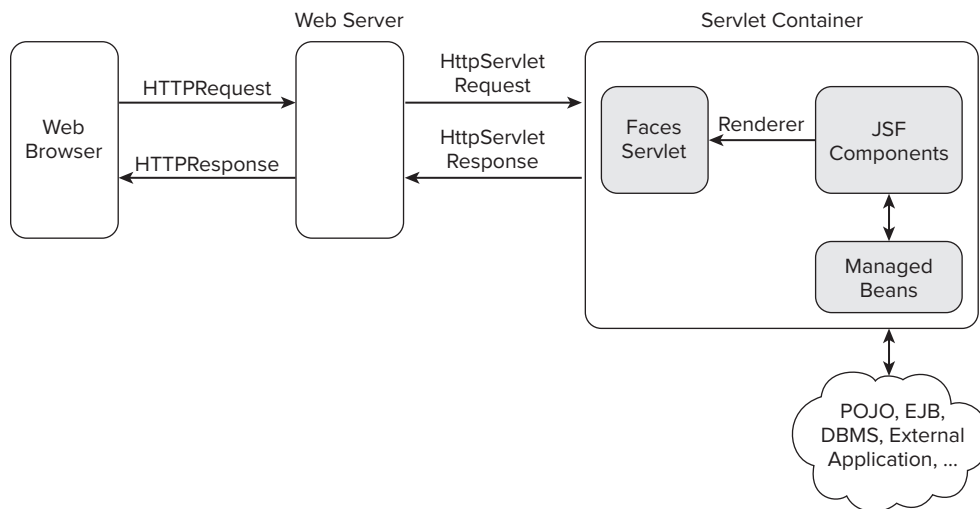 Web Server
Servlet Container
Web
Browser
HTTPRequest
HTTPResponse
HttpServlet
Request
HttpServlet
Response
Faces
Servlet
Renderer
JSF
Components
Managed
Beans
POJO, EJB,
DBMS, External
Application, ...